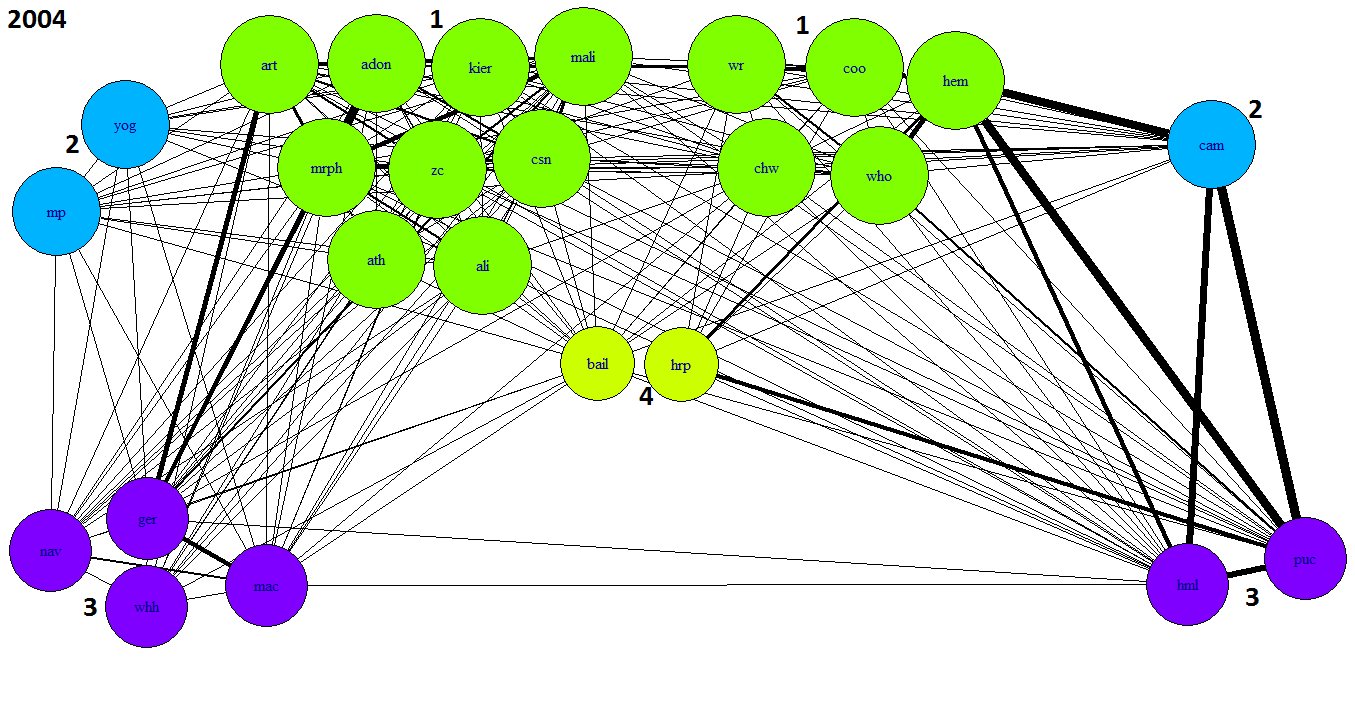 2004
1
1
art
adon
kier
mali
wr
coo
hem
yog
2
cam
2
mp
mrph
zc
csn
chw
who
ath
ali
bail
hrp
4
ger
nav
whh
mac
3
hml
puc
3